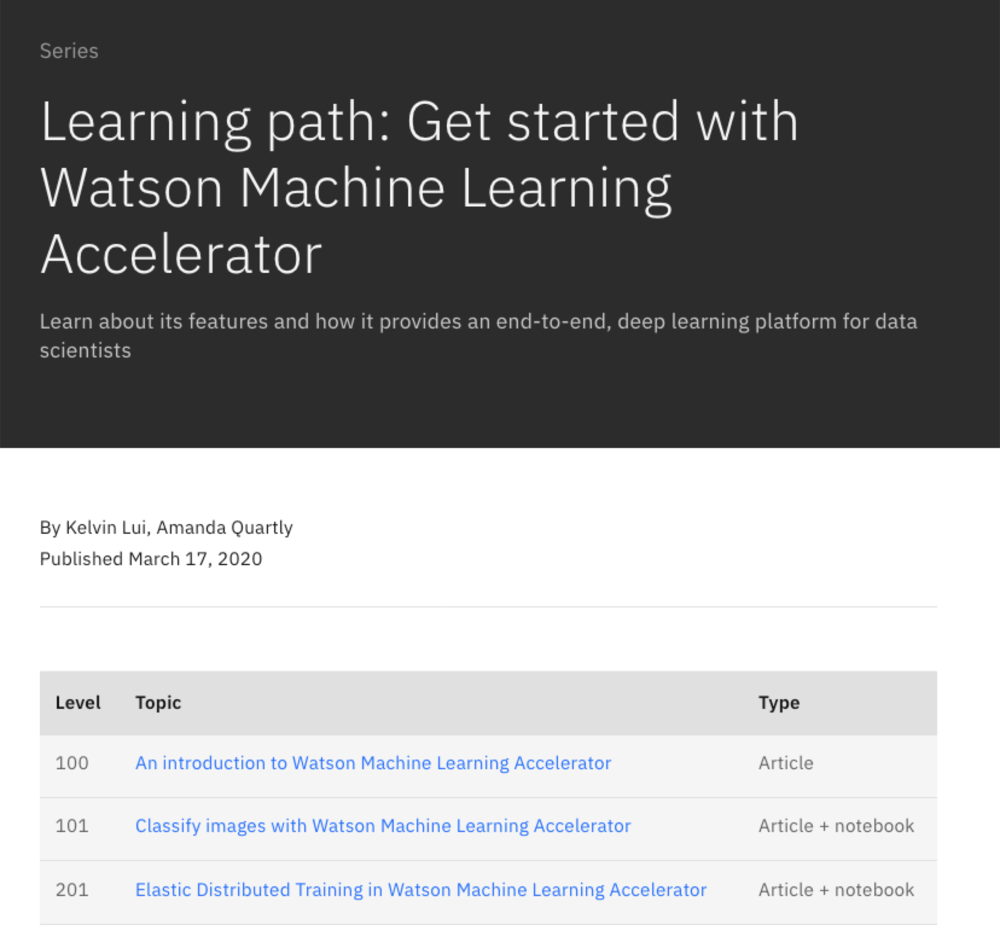 Series
Learning path: Get started with
Watson Machine Learning
Accelerator
Learn about its features and how it provides an end-to-end, deep learning platform for data
scientists
By Kelvin Lui, Amanda Quartly
Published March 17, 2020
Level Topic Type
100 An introduction to Watson Machine Learning Accelerator Article
101 Classify images with Watson Machine Learning Accelerator Article + notebook
201 Elastic Distributed Training in Watson Machine Learning Accelerator Article + notebook